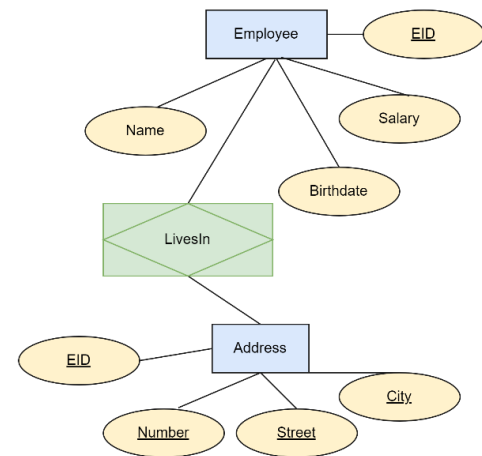 Employee
EID
Name
Salary
Birthdate
LivesIn
Address
EID
City
Number
Street